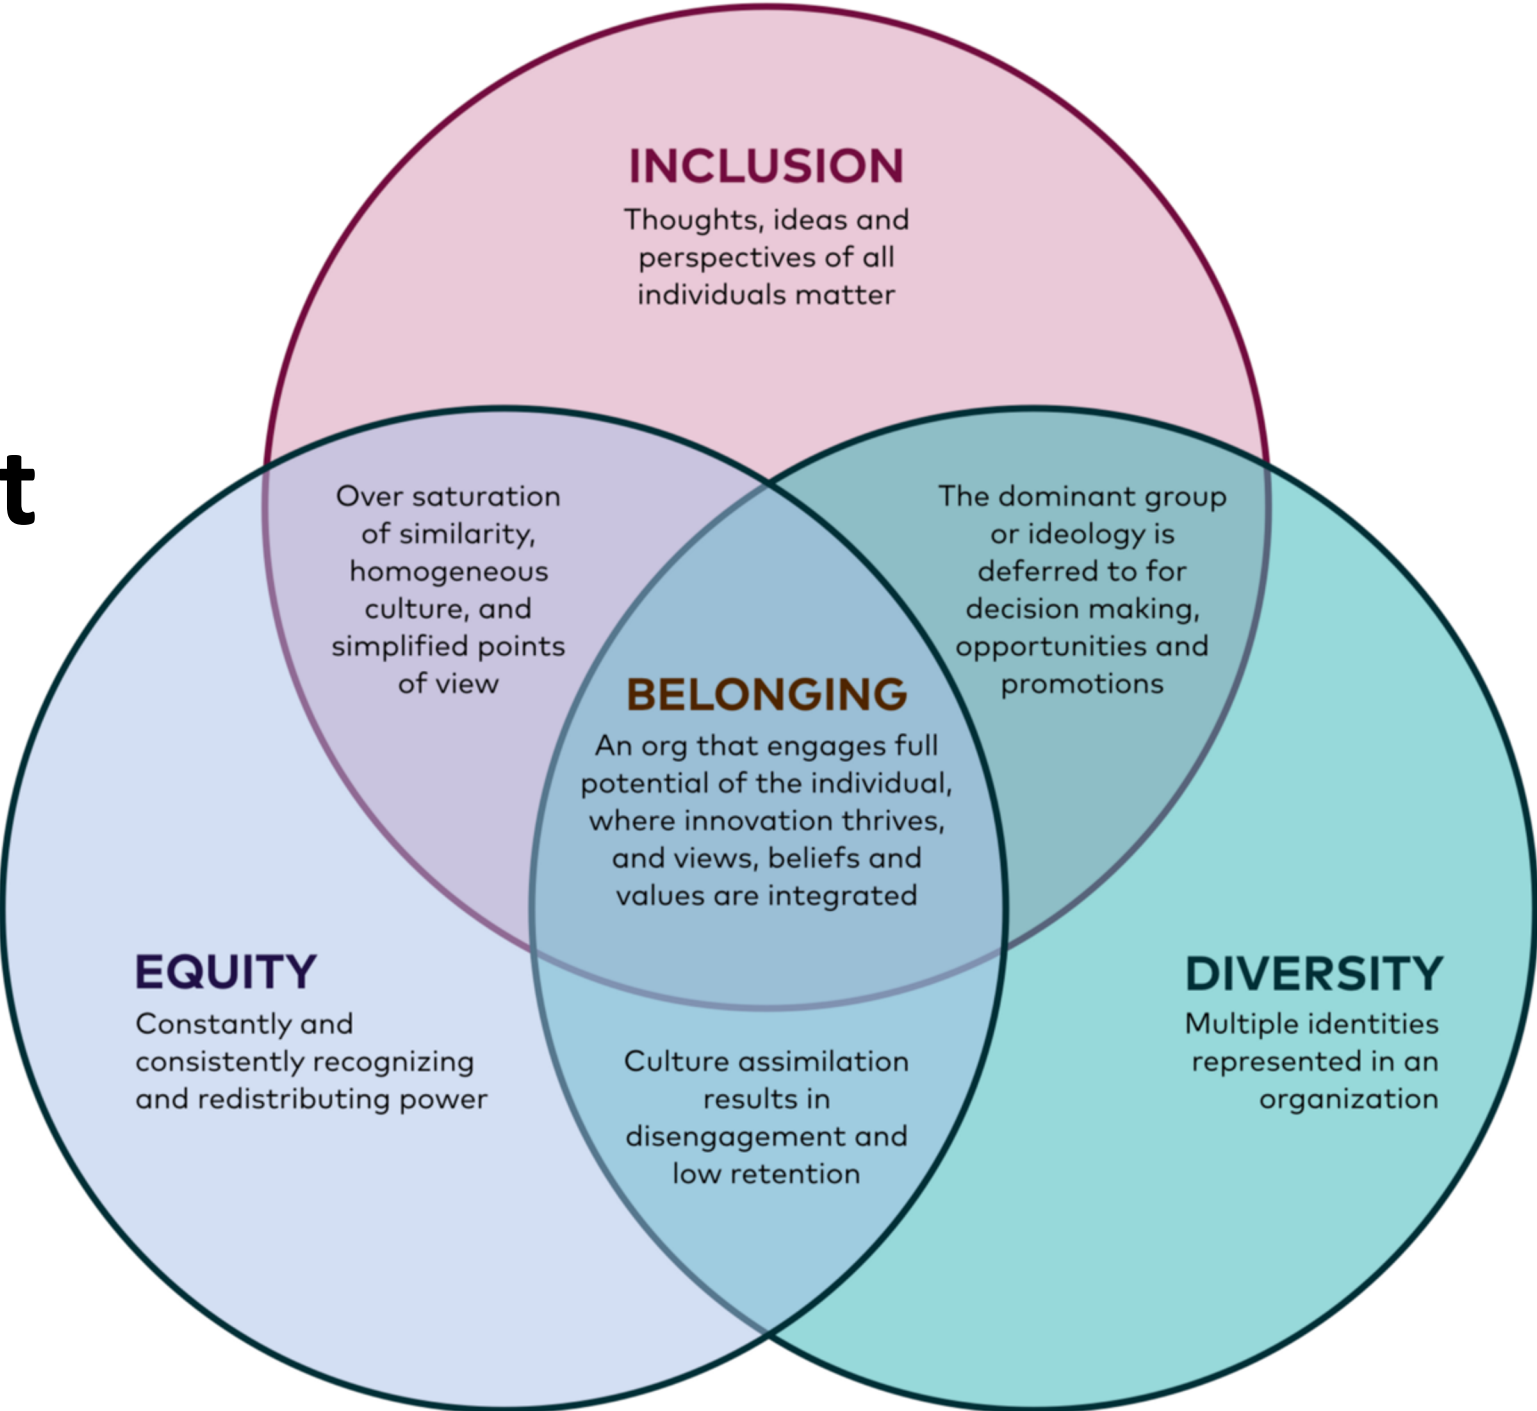 INCLUSION
Thoughts, ideas and
perspectives of all
individuals matter
t
Over saturation
of similarity,
homogeneous
culture, and
simplified points
of view
The dominant group
or ideology is
deferred to for
decision making,
opportunities and
promotions
BELONGING
An org that engages full
potential of the individual,
where innovation thrives,
and views, beliefs and
values are integrated
EQUITY
Constantly and
consistently recognizing
and redistributing power
DIVERSITY
Multiple identities
represented in an
organization
Culture assimilation
results in
disengagement and
low retention